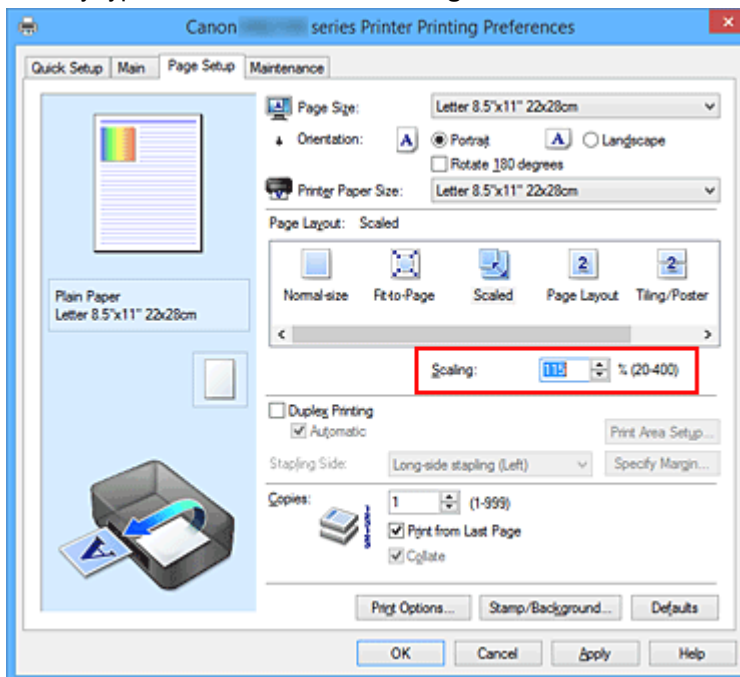 Canon series Printer Printing Preferences
Quick Setup Main Page Setup Maintenance
Page Size: Letter 8.5"x11" 22x28cm
Orientation: A Portrait A Landscape
Rotate 180 degrees
Printer Paper Size: Letter 8.5"x11" 22x28cm
Page Layout: Scaled
2 2
Normal-size Fit-to-Page Scaled Page Layout Tiling/Poster
Plain Paper
Letter 8.5"x11" 22x28cm
Scaling: 115 % (20-400)
Duplex Printing
Automatic
Print Area Setup...
Stapling Side: Long-side stapling (Left) Specify Margin...
Copies: 1 (1-999)
Print from Last Page
Collate
A
Print Options... Stamp/Background... Defaults
OK Cancel Apply Help